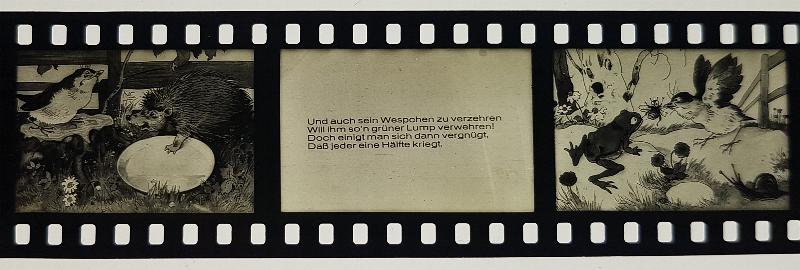 Und auch sein Wespchen zu verzehren
Will ihm so'n grüner Lump verwehren!
Doch einigt man sich dann vergnügt,
Daß jeder eine Hälfte kriegt.